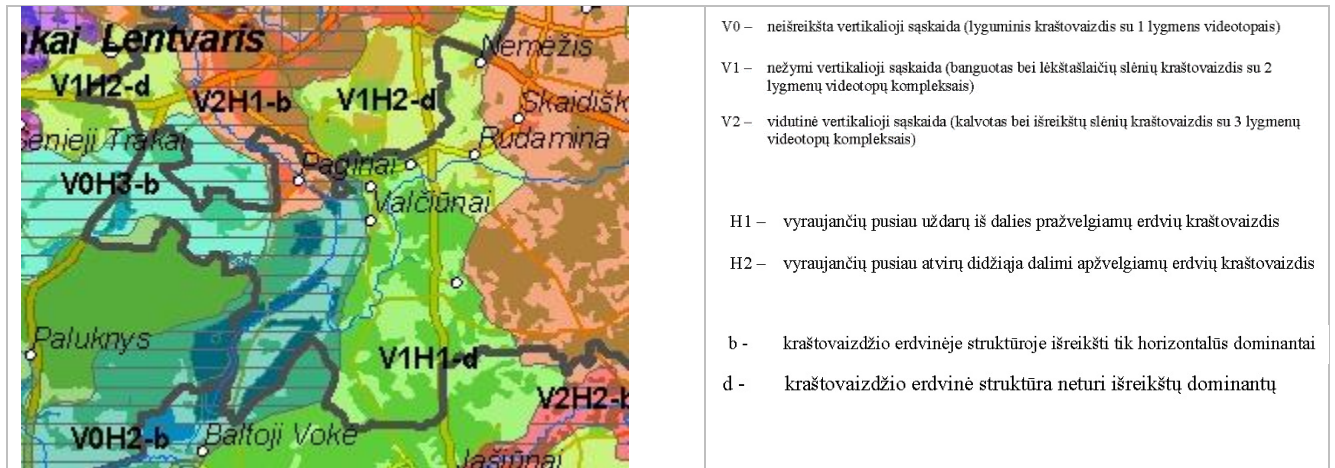 kai Lentvaris
Nemėžis
V1H2-d
V2H1-b
V1H2-d
Skaidišk
Senieji Trakai
Rudamina
Pagiriai
V0H3-b
Valčiūnai
Paluknys
V1H1-d
V2H2-b
V0H2-b
Baltoji Vokė
Jašiūnai
V0 – neišreikšta vertikalioji sąskaida (lyguminis kraštovaizdis su 1 lygmens videotopais)
V1 – nežymi vertikalioji sąskaida (banguotas bei lėkštašlaičių slėnių kraštovaizdis su 2
lygmenų videotopų kompleksais)
V2 – vidutinė vertikalioji sąskaida (kalvotas bei išreikštų slėnių kraštovaizdis su 3 lygmenų
videotopų kompleksais)
H1 – vyraujančių pusiau uždarų iš dalies pražvelgiamų erdvių kraštovaizdis
H2 – vyraujančių pusiau atvirų didžiąja dalimi apžvelgiamų erdvių kraštovaizdis
b - kraštovaizdžio erdvinėje struktūroje išreikšti tik horizontalūs dominantai
d - kraštovaizdžio erdvinė struktūra neturi išreikštų dominantų